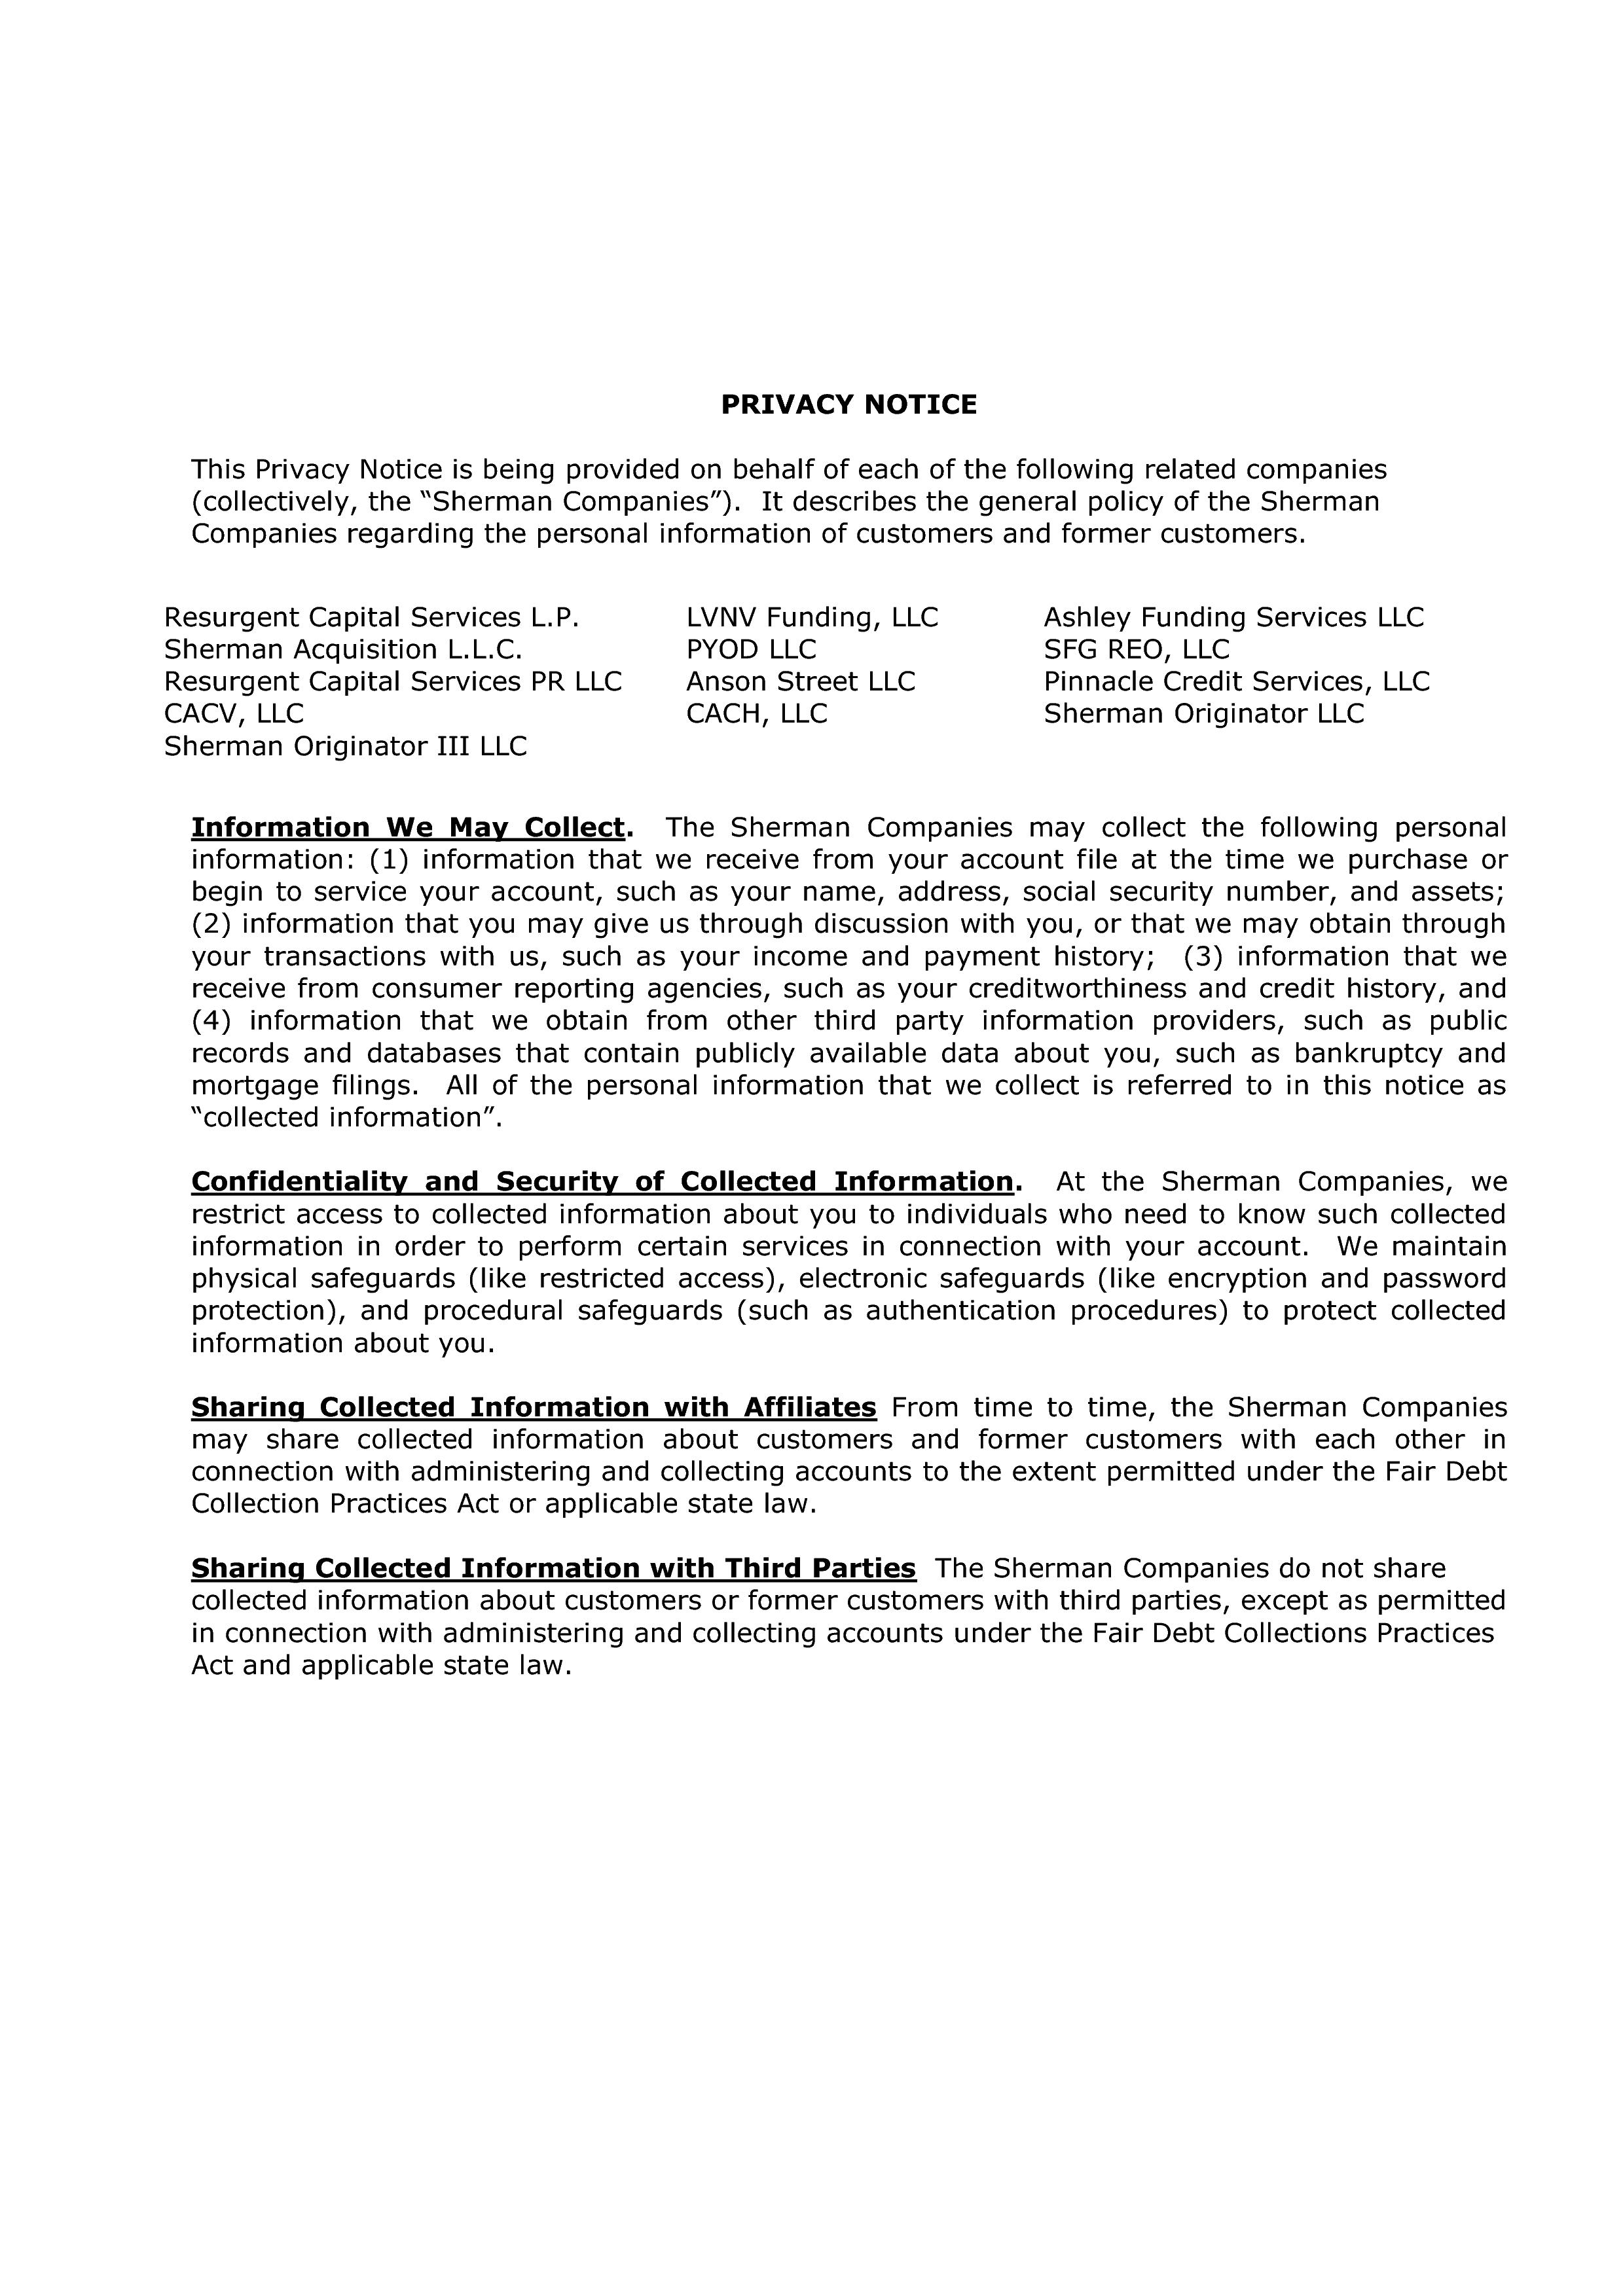 PRIVACY NOTICE
This Privacy Notice is being provided on behalf of each of the following related companies
(collectively, the “Sherman Companies”).  It describes the general policy of the Sherman
Companies regarding the personal information of customers and former customers.
Resurgent Capital Services L.P. LVNV Funding, LLC Ashley Funding Services LLC
Sherman Acquisition L.L.C. PYOD LLC SFG REO, LLC
Resurgent Capital Services PR LLC Anson Street LLC Pinnacle Credit Services, LLC
CACV, LLC CACH, LLC Sherman Originator LLC
Sherman Originator III LLC
Information We May Collect.  The Sherman Companies may collect the following personal
information: (1) information that we receive from your account file at the time we purchase or
begin to service your account, such as your name, address, social security number, and assets;
(2) information that you may give us through discussion with you, or that we may obtain through
your transactions with us, such as your income and payment history;  (3) information that we
receive from consumer reporting agencies, such as your creditworthiness and credit history, and
(4) information that we obtain from other third party information providers, such as public
records and databases that contain publicly available data about you, such as bankruptcy and
mortgage filings.  All of the personal information that we collect is referred to in this notice as
“collected information”.
Confidentiality and Security of Collected Information.  At the Sherman Companies, we
restrict access to collected information about you to individuals who need to know such collected
information in order to perform certain services in connection with your account.  We maintain
physical safeguards (like restricted access), electronic safeguards (like encryption and password
protection), and procedural safeguards (such as authentication procedures) to protect collected
information about you.
Sharing Collected Information with Affiliates From time to time, the Sherman Companies
may share collected information about customers and former customers with each other in
connection with administering and collecting accounts to the extent permitted under the Fair Debt
Collection Practices Act or applicable state law.
Sharing Collected Information with Third Parties  The Sherman Companies do not share
collected information about customers or former customers with third parties, except as permitted
in connection with administering and collecting accounts under the Fair Debt Collections Practices
Act and applicable state law.